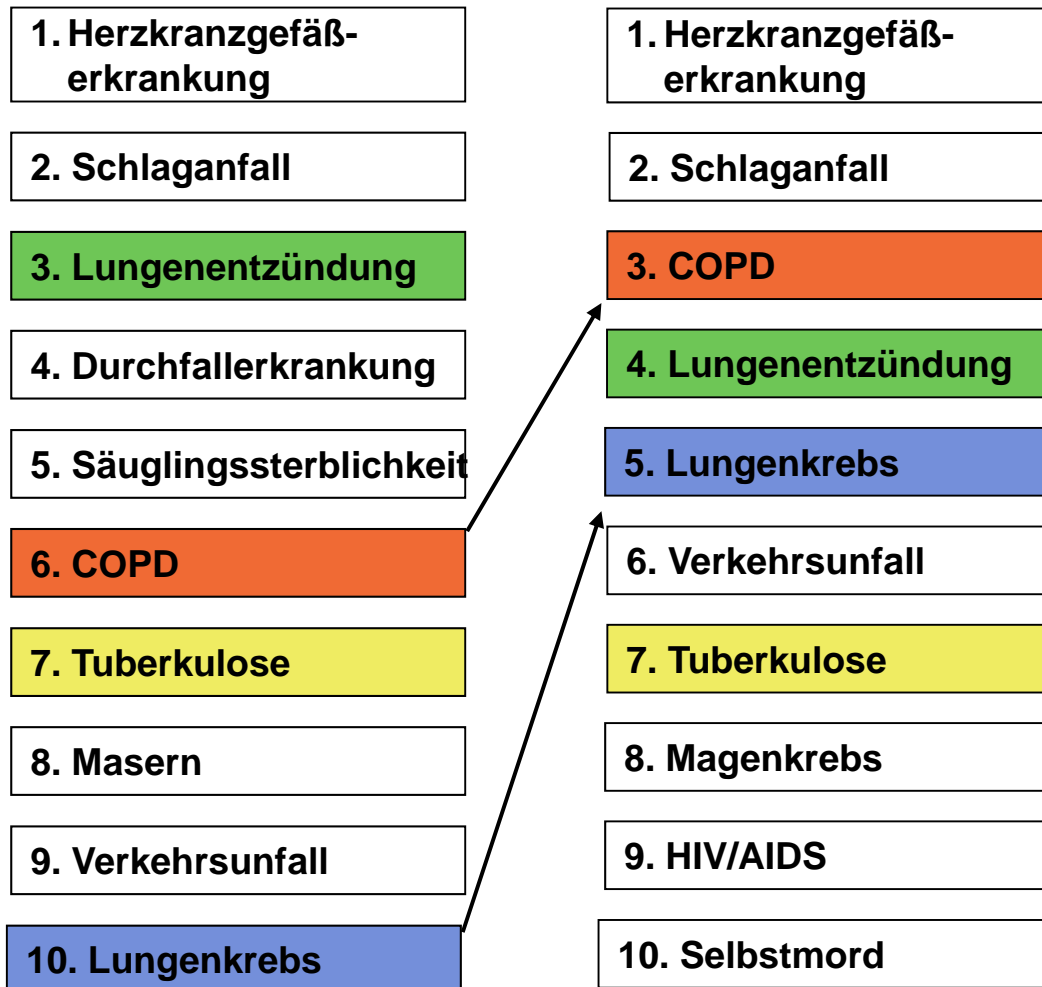 1. Herzkranzgefäß-
erkrankung
2. Schlaganfall
3. Lungenentzündung
4. Durchfallerkrankung
5. Säuglingssterblichkeit
6. COPD
7. Tuberkulose
8. Masern
9. Verkehrsunfall
10. Lungenkrebs
1. Herzkranzgefäß-
erkrankung
2. Schlaganfall
3. COPD
4. Lungenentzündung
5. Lungenkrebs
6. Verkehrsunfall
7. Tuberkulose
8. Magenkrebs
9. HIV/AIDS
10. Selbstmord